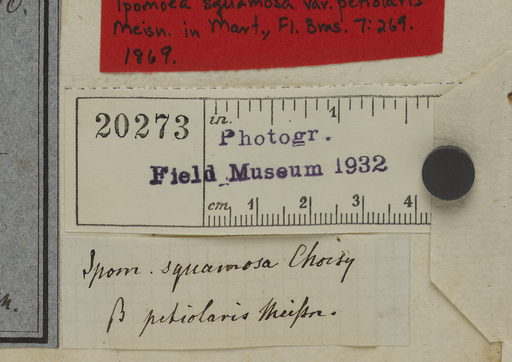 Ipomoea squamosa var. petiolaris
Meisn. in Mart., Fl. Bras. 7:269.
1869.
20273
in. 1
Photogr.
Field Museum 1932
cm 1 2 3 4
Ipom. squamosa Choisy
β petiolaris Meißn.